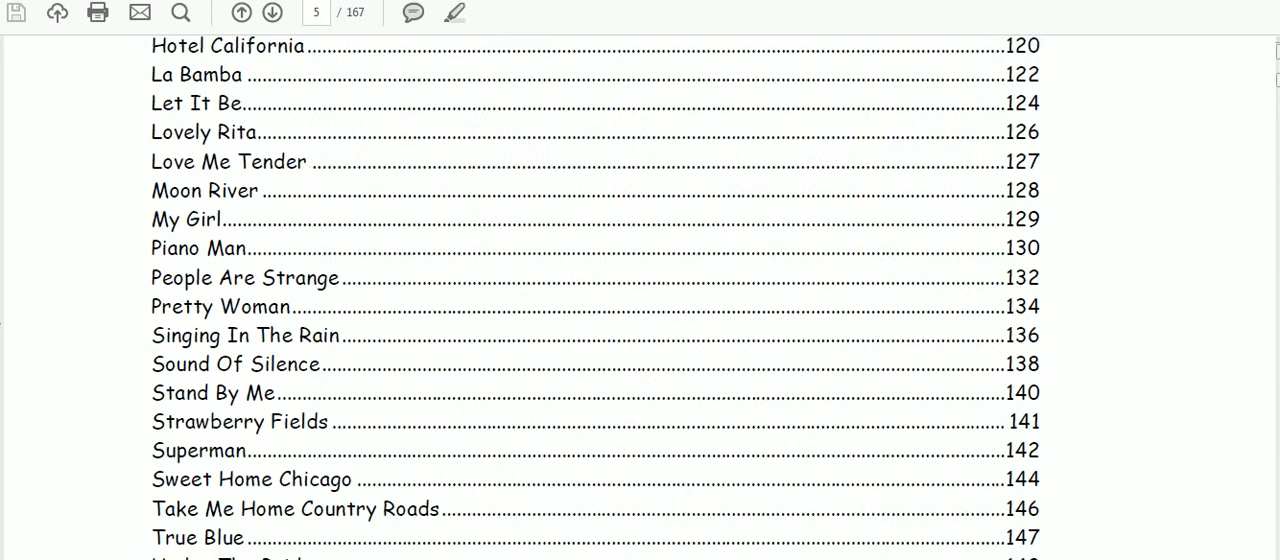 5 / 167
Hotel California 120
La Bamba 122
Let It Be 124
Lovely Rita 126
Love Me Tender 127
Moon River 128
My Girl 129
Piano Man 130
People Are Strange 132
Pretty Woman 134
Singing In The Rain 136
Sound Of Silence 138
Stand By Me 140
Strawberry Fields 141
Superman 142
Sweet Home Chicago 144
Take Me Home Country Roads 146
True Blue 147